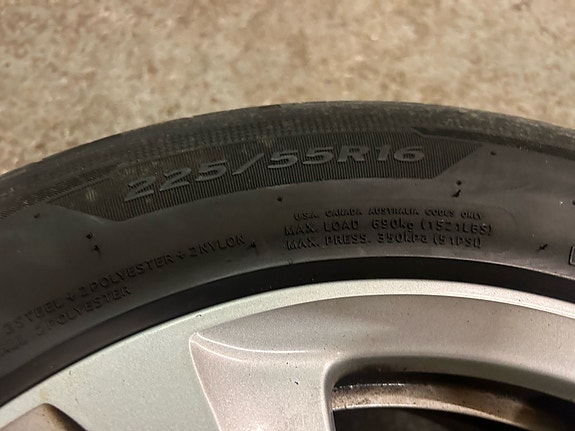 225/55R16
U.S.A. CANADA AUSTRALIA CODES ONLY
MAX. LOAD 690kg (1521LBS)
MAX. PRESS. 350kPa (51PSI)
STEEL + 2 POLYESTER + 2 NYLON
2 POLYESTER